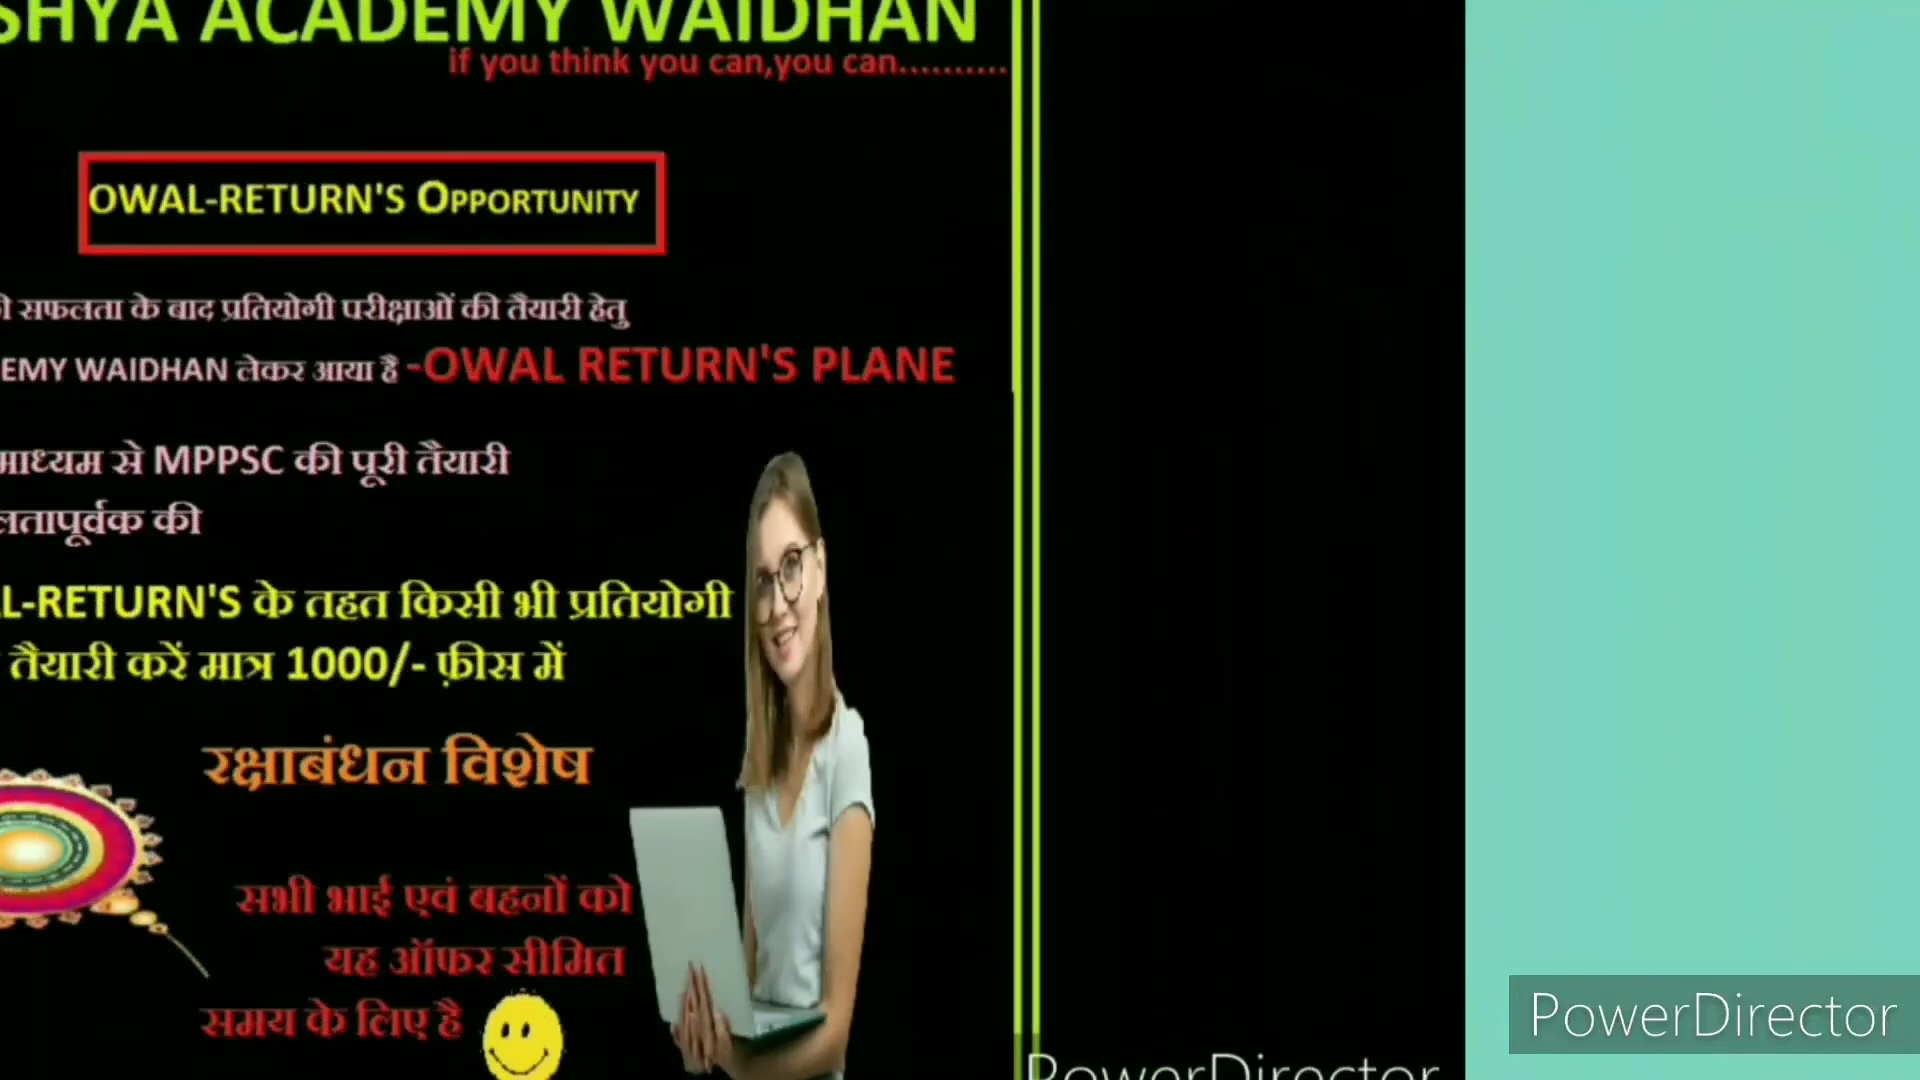 SHYA ACADEMY WAIDHAN
if you think you can,you can..........
OWAL-RETURN'S OPPORTUNITY
सफलता के बाद प्रतियोगी परीक्षाओं की तैयारी हेतु
EMY WAIDHAN लेकर आया है -OWAL RETURN'S PLANE
माध्यम से MPPSC की पूरी तैयारी
लतापूर्वक की
L-RETURN'S के तहत किसी भी प्रतियोगी
तैयारी करें मात्र 1000/- फ़ीस में
रक्षाबंधन विशेष
सभी भाई एवं बहनों को
यह ऑफर सीमित
समय के लिए है
PowerDirector
PowerDirector